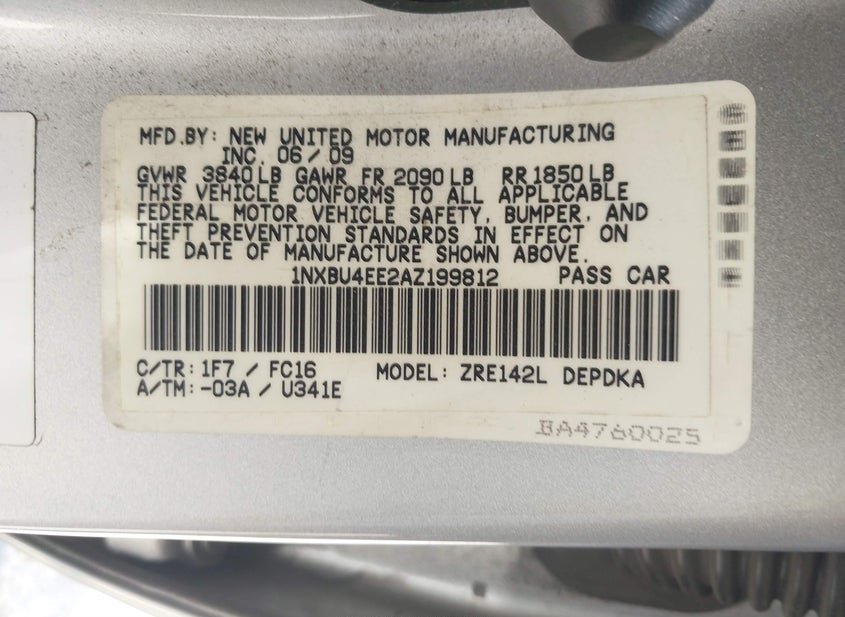 MFD.BY: NEW UNITED MOTOR MANUFACTURING
INC. 06/09
GVWR 3840LB GAWR FR 2090LB RR1850LB
THIS VEHICLE CONFORMS TO ALL APPLICABLE
FEDERAL MOTOR VEHICLE SAFETY, BUMPER, AND
THEFT PREVENTION STANDARDS IN EFFECT ON
THE DATE OF MANUFACTURE SHOWN ABOVE.
1NXBU4EE2AZ199812 PASS CAR
C/TR: 1F7 / FC16 MODEL: ZRE142L DEPDKA
A/TM: -03A / U341E
BA4760025